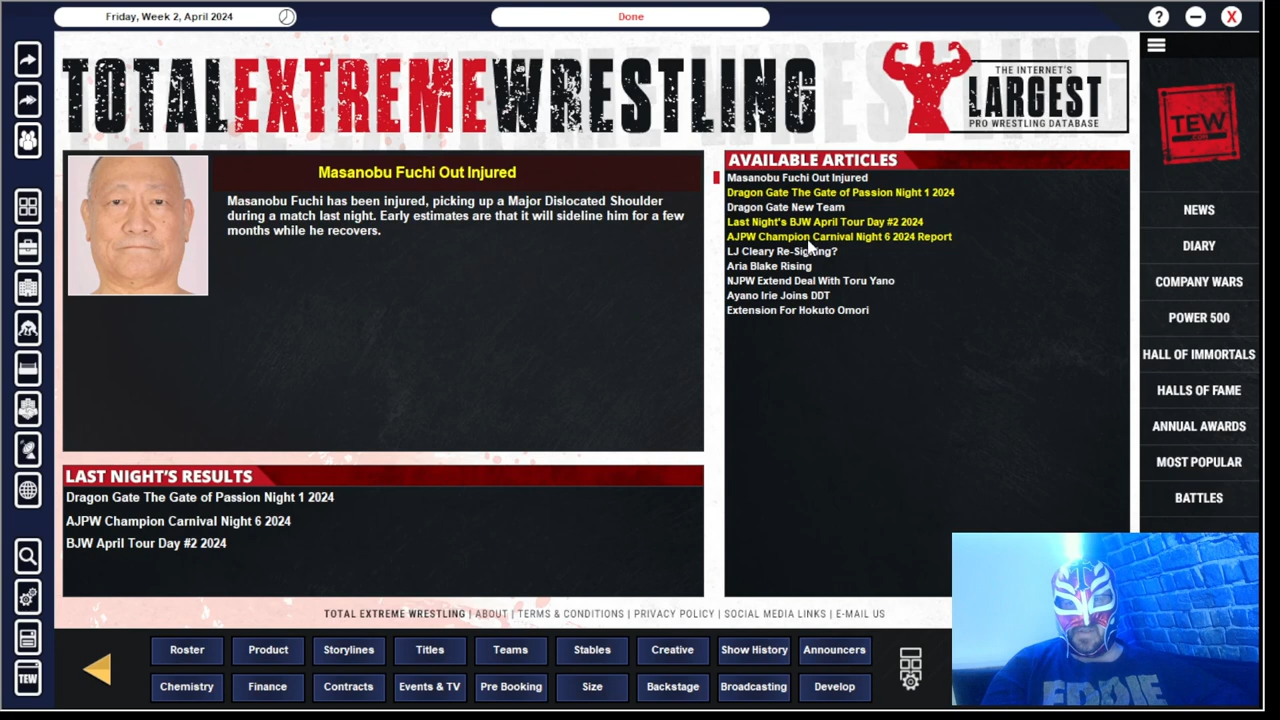 Friday, Week 2, April 2024
Done
?
X
TOTALEXTREMEWRESTLING
THE INTERNET'S
LARGEST
PRO WRESTLING DATABASE
TEW
.COM
Masanobu Fuchi Out Injured
Masanobu Fuchi has been injured, picking up a Major Dislocated Shoulder
during a match last night. Early estimates are that it will sideline him for a few
months while he recovers.
AVAILABLE ARTICLES
Masanobu Fuchi Out Injured
Dragon Gate The Gate of Passion Night 1 2024
Dragon Gate New Team
Last Night's BJW April Tour Day #2 2024
AJPW Champion Carnival Night 6 2024 Report
LJ Cleary Re-Signing?
Aria Blake Rising
NJPW Extend Deal With Toru Yano
Ayano Irie Joins DDT
Extension For Hokuto Omori
NEWS
DIARY
COMPANY WARS
POWER 500
HALL OF IMMORTALS
HALLS OF FAME
ANNUAL AWARDS
MOST POPULAR
BATTLES
LAST NIGHT'S RESULTS
Dragon Gate The Gate of Passion Night 1 2024
AJPW Champion Carnival Night 6 2024
BJW April Tour Day #2 2024
TOTAL EXTREME WRESTLING | ABOUT | TERMS & CONDITIONS | PRIVACY POLICY | SOCIAL MEDIA LINKS | E-MAIL US
Roster
Product
Storylines
Titles
Teams
Stables
Creative
Show History
Announcers
Chemistry
Finance
Contracts
Events & TV
Pre Booking
Size
Backstage
Broadcasting
Develop
TEW
EDDIE